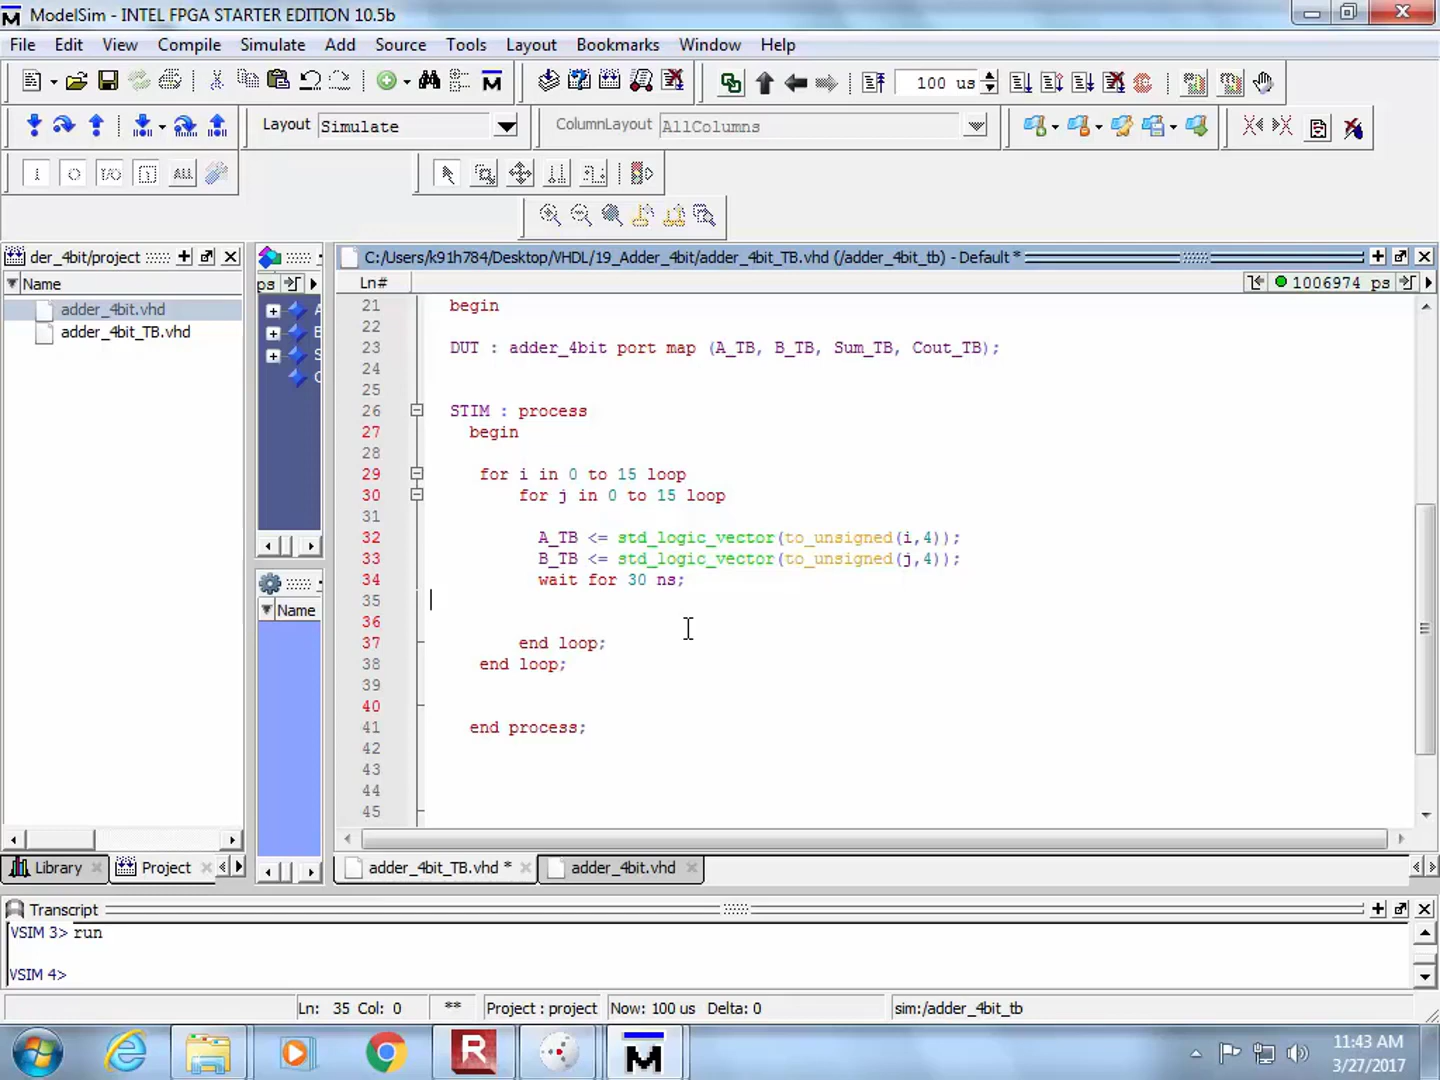 ModelSim - INTEL FPGA STARTER EDITION 10.5b
File Edit View Compile Simulate Add Source Tools Layout Bookmarks Window Help
100 us
Layout Simulate ColumnLayout AllColumns
ALL
der_4bit/project
C:/Users/k91h784/Desktop/VHDL/19_Adder_4bit/adder_4bit_TB.vhd (/adder_4bit_tb) - Default *
Name
ps
Ln#
1006974 ps
adder_4bit.vhd
adder_4bit_TB.vhd
21 begin
22
23 DUT : adder_4bit port map (A_TB, B_TB, Sum_TB, Cout_TB);
24
25
26 STIM : process
27 begin
28
29 for i in 0 to 15 loop
30 for j in 0 to 15 loop
31
32 A_TB <= std_logic_vector(to_unsigned(i,4));
33 B_TB <= std_logic_vector(to_unsigned(j,4));
34 wait for 30 ns;
35
36
37 end loop;
38 end loop;
39
40
41 end process;
42
43
44
45
Name
Library Project
adder_4bit_TB.vhd * adder_4bit.vhd
Transcript
VSIM 3> run
VSIM 4>
Ln: 35 Col: 0 ** Project : project Now: 100 us Delta: 0 sim:/adder_4bit_tb
11:43 AM
3/27/2017